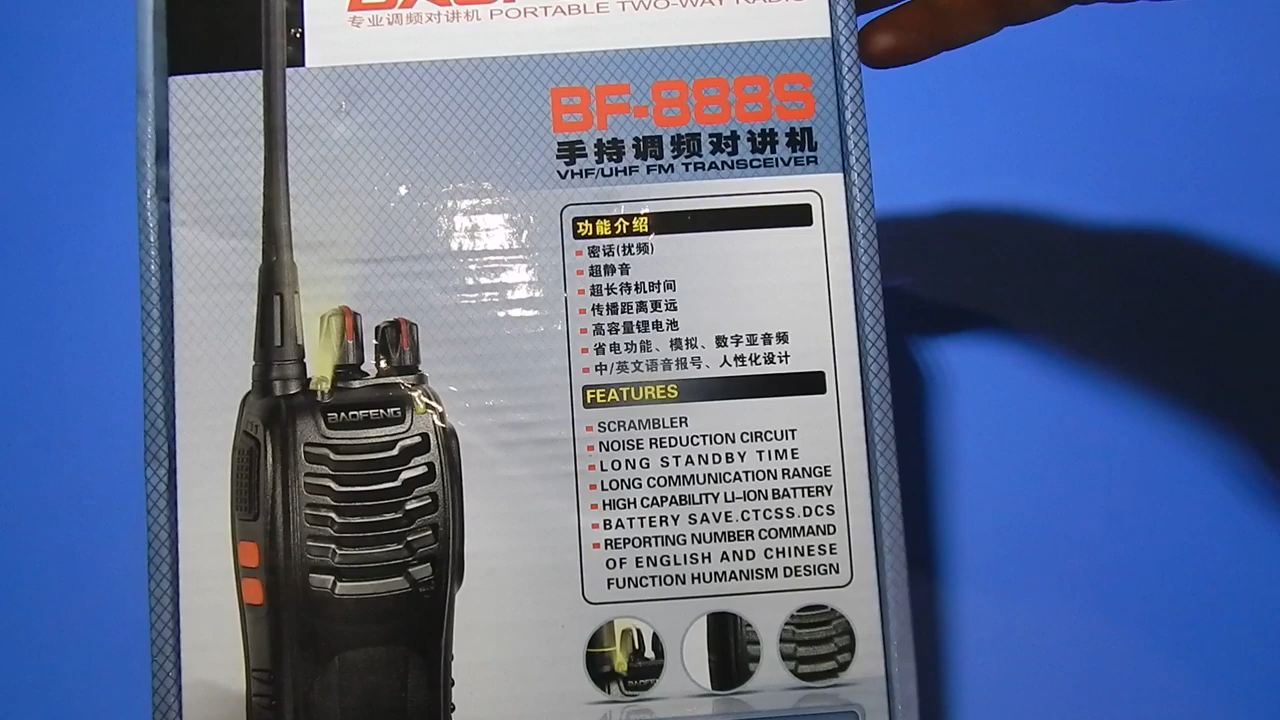 专业调频对讲机 PORTABLE TWO-WAY RADIO
BF-888S
手持调频对讲机
VHF/UHF FM TRANSCEIVER
功能介绍
密话(扰频)
超静音
超长待机时间
传播距离更远
高容量锂电池
省电功能、模拟、数字亚音频
中/英文语音报号、人性化设计
FEATURES
SCRAMBLER
NOISE REDUCTION CIRCUIT
LONG STANDBY TIME
LONG COMMUNICATION RANGE
HIGH CAPABILITY LI-ION BATTERY
BATTERY SAVE.CTCSS.DCS
REPORTING NUMBER COMMAND
OF ENGLISH AND CHINESE
FUNCTION HUMANISM DESIGN
BAOFENG